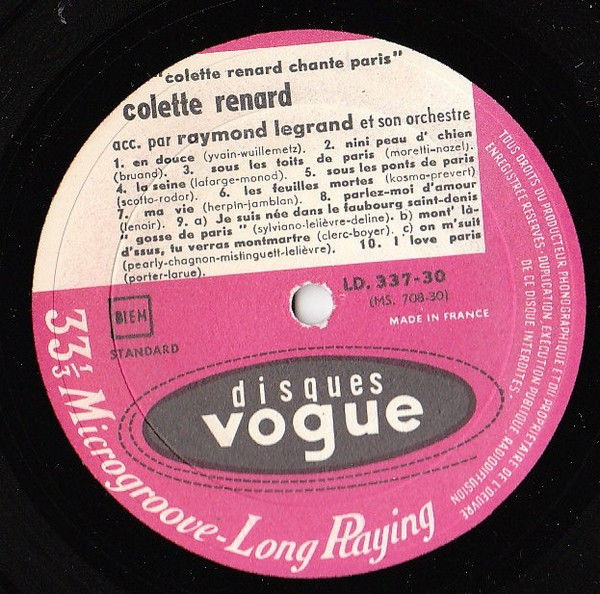 "colette renard chante paris"
colette renard
acc. par raymond legrand et son orchestre
1. en douce (yvain-wuillemetz). 2. nini peau d' chien
(bruand). 3. sous les toits de paris (moretti-nazel).
4. la seine (lafarge-monod). 5. sous les ponts de paris
(scotto-rodor). 6. les feuilles mortes (kosma-prevert)
7. ma vie (herpin-jamblan). 8. parlez-moi d'amour
(lenoir). 9. a) Je suis née dans le faubourg saint-denis
" gosse de paris " (sylviano-lelièvre-deline). b) mont' là-
d'ssus, tu verras montmartre (clerc-boyer). c) on m'suit
(pearly-chagnon-mistinguett-lelièvre). 10. I love paris
(porter-larue).
BIEM
STANDARD
LD. 337-30
(MS. 708-30)
MADE IN FRANCE
disques
vogue
33 1/3 Microgroove-Long Playing
TOUS DROITS DU PRODUCTEUR PHONOGRAPHIQUE ET DU PROPRIETAIRE DE L'OEUVRE
ENREGISTRÉE RÉSERVÉS-DUPLICATION, EXÉCUTION PUBLIQUE, RADIODIFFUSION
DE CE DISQUE INTERDITES-